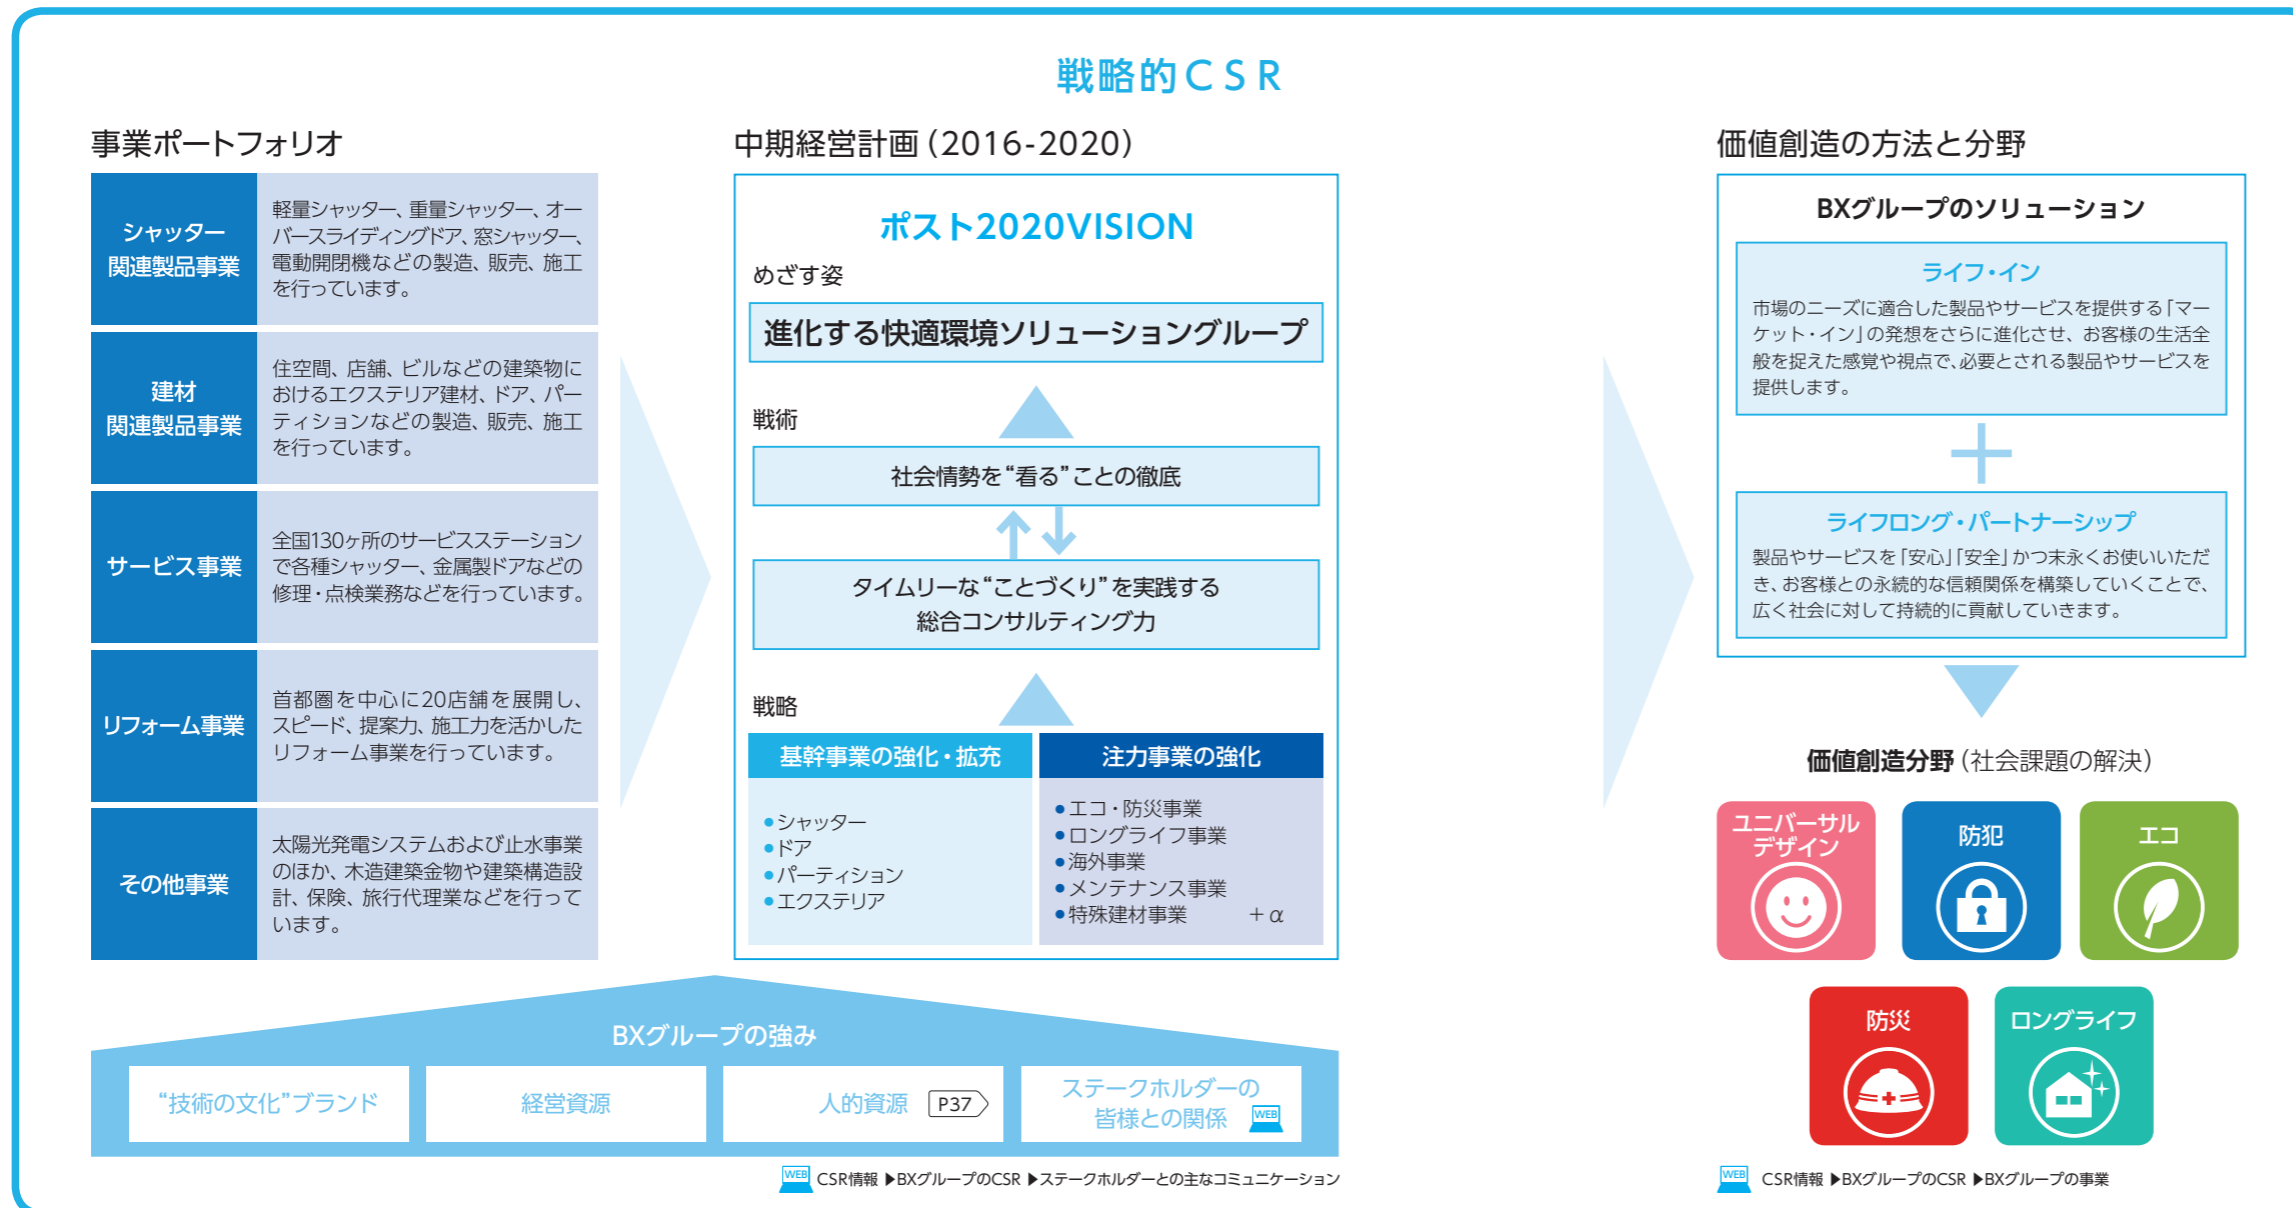 戦略的CSR
事業ポートフォリオ
シャッター
関連製品事業
軽量シャッター、重量シャッター、オー
バースライディングドア、窓シャッター、
電動開閉機などの製造、販売、施工
を行っています。
建材
関連製品事業
住空間、店舗、ビルなどの建築物に
おけるエクステリア建材、ドア、パー
ティションなどの製造、販売、施工
を行っています。
サービス事業
全国130ヶ所のサービスステーション
で各種シャッター、金属製ドアなどの
修理・点検業務などを行っています。
リフォーム事業
首都圏を中心に20店舗を展開し、
スピード、提案力、施工力を活かした
リフォーム事業を行っています。
その他事業
太陽光発電システムおよび止水事業
のほか、木造建築金物や建築構造設
計、保険、旅行代理業などを行って
います。
中期経営計画(2016-2020)
ポスト2020VISION
めざす姿
進化する快適環境ソリューショングループ
戦術
社会情勢を“看る”ことの徹底
タイムリーな“ことづくり”を実践する
総合コンサルティング力
戦略
基幹事業の強化・拡充
●シャッター
●ドア
●パーティション
●エクステリア
注力事業の強化
●エコ・防災事業
●ロングライフ事業
●海外事業
●メンテナンス事業
●特殊建材事業 +α
BXグループの強み
“技術の文化”ブランド
経営資源
人的資源 P37
ステークホルダーの
皆様との関係 WEB
WEB CSR情報 ▶BXグループのCSR ▶ステークホルダーとの主なコミュニケーション
価値創造の方法と分野
BXグループのソリューション
ライフ・イン
市場のニーズに適合した製品やサービスを提供する「マー
ケット・イン」の発想をさらに進化させ、お客様の生活全
般を捉えた感覚や視点で、必要とされる製品やサービスを
提供します。
ライフロング・パートナーシップ
製品やサービスを「安心」「安全」かつ末永くお使いいただ
き、お客様との永続的な信頼関係を構築していくことで、
広く社会に対して持続的に貢献していきます。
価値創造分野(社会課題の解決)
ユニバーサル
デザイン
防犯
エコ
防災
ロングライフ
WEB CSR情報 ▶BXグループのCSR ▶BXグループの事業